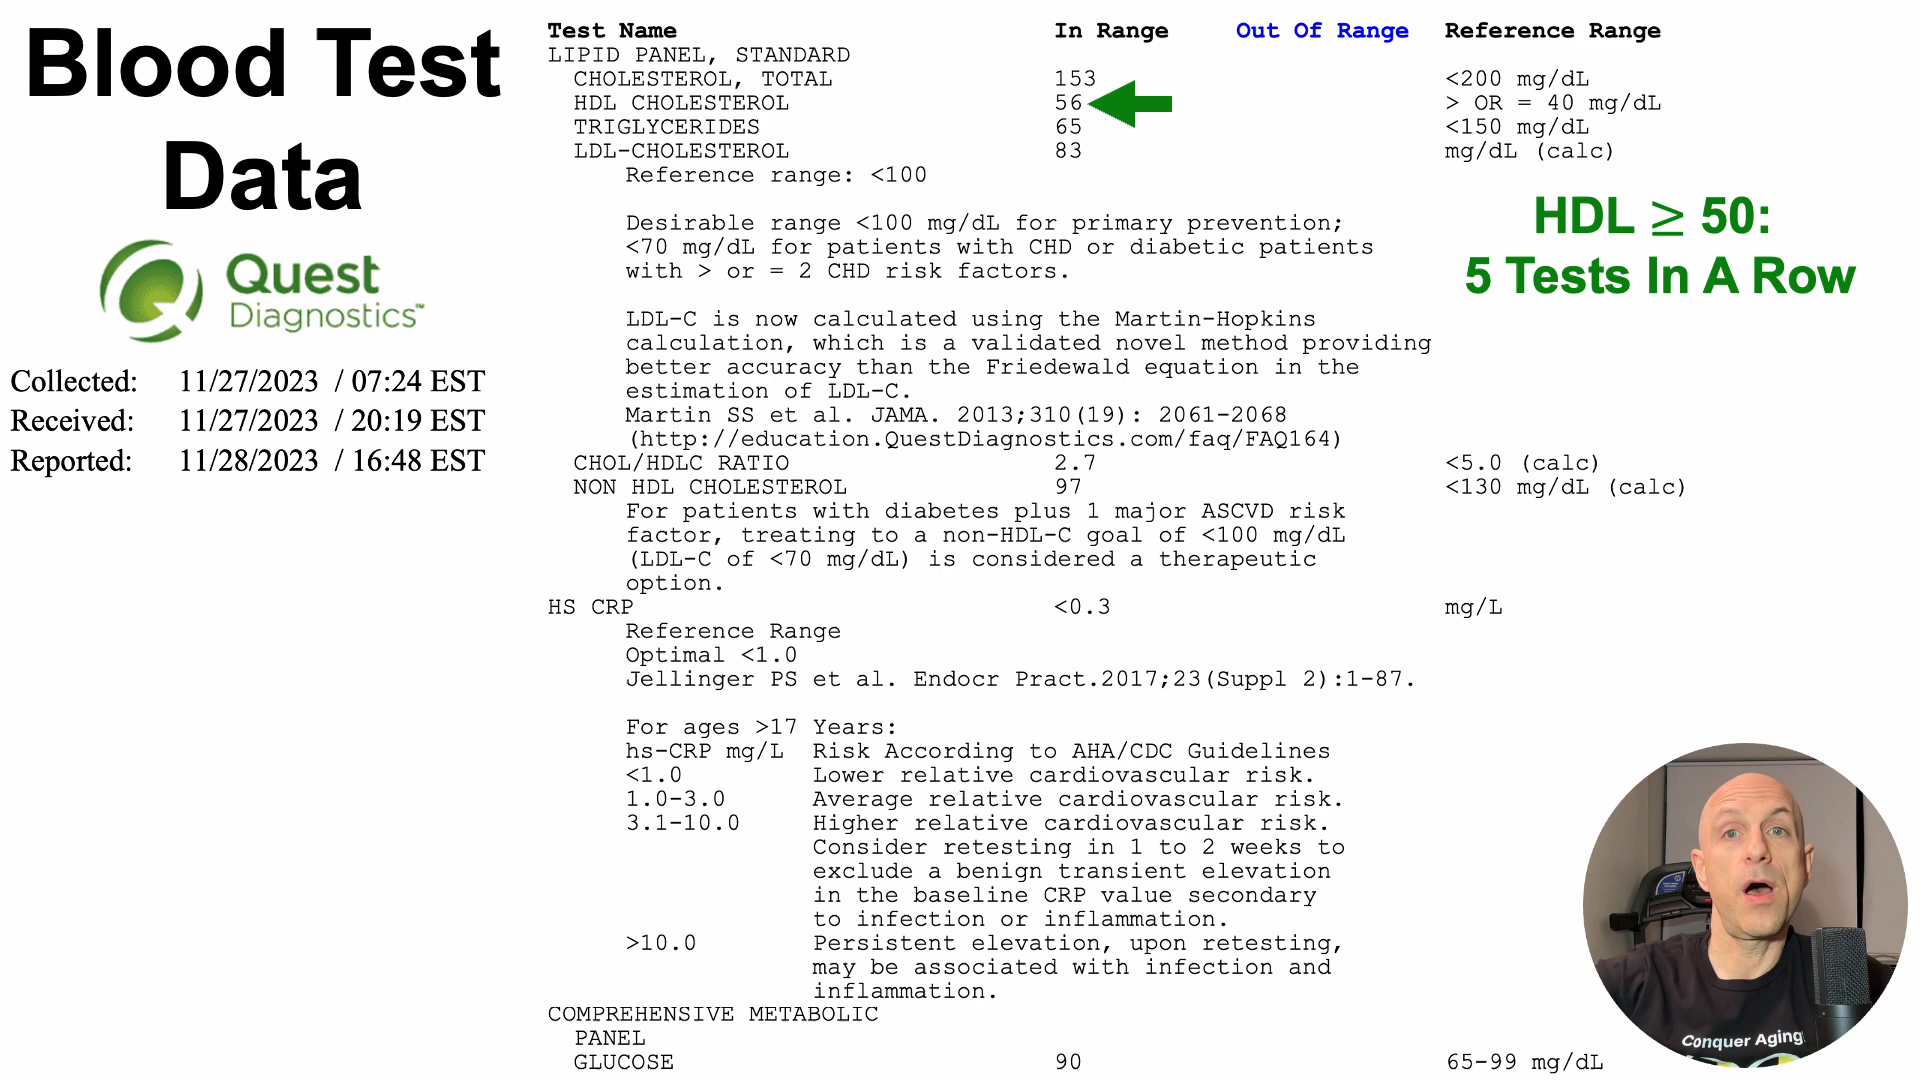 Blood Test
Data
Quest
Diagnostics™
Collected: 11/27/2023 / 07:24 EST
Received: 11/27/2023 / 20:19 EST
Reported: 11/28/2023 / 16:48 EST
Test Name In Range Out Of Range Reference Range
LIPID PANEL, STANDARD
CHOLESTEROL, TOTAL 153 <200 mg/dL
HDL CHOLESTEROL 56 > OR = 40 mg/dL
TRIGLYCERIDES 65 <150 mg/dL
LDL-CHOLESTEROL 83 mg/dL (calc)
Reference range: <100
Desirable range <100 mg/dL for primary prevention;
<70 mg/dL for patients with CHD or diabetic patients
with > or = 2 CHD risk factors.
LDL-C is now calculated using the Martin-Hopkins
calculation, which is a validated novel method providing
better accuracy than the Friedewald equation in the
estimation of LDL-C.
Martin SS et al. JAMA. 2013;310(19): 2061-2068
(http://education.QuestDiagnostics.com/faq/FAQ164)
CHOL/HDLC RATIO 2.7 <5.0 (calc)
NON HDL CHOLESTEROL 97 <130 mg/dL (calc)
For patients with diabetes plus 1 major ASCVD risk
factor, treating to a non-HDL-C goal of <100 mg/dL
(LDL-C of <70 mg/dL) is considered a therapeutic
option.
HS CRP <0.3 mg/L
Reference Range
Optimal <1.0
Jellinger PS et al. Endocr Pract.2017;23(Suppl 2):1-87.
For ages >17 Years:
hs-CRP mg/L Risk According to AHA/CDC Guidelines
<1.0 Lower relative cardiovascular risk.
1.0-3.0 Average relative cardiovascular risk.
3.1-10.0 Higher relative cardiovascular risk.
Consider retesting in 1 to 2 weeks to
exclude a benign transient elevation
in the baseline CRP value secondary
to infection or inflammation.
>10.0 Persistent elevation, upon retesting,
may be associated with infection and
inflammation.
COMPREHENSIVE METABOLIC
PANEL
GLUCOSE 90 65-99 mg/dL
HDL ≥ 50:
5 Tests In A Row
Conquer Aging